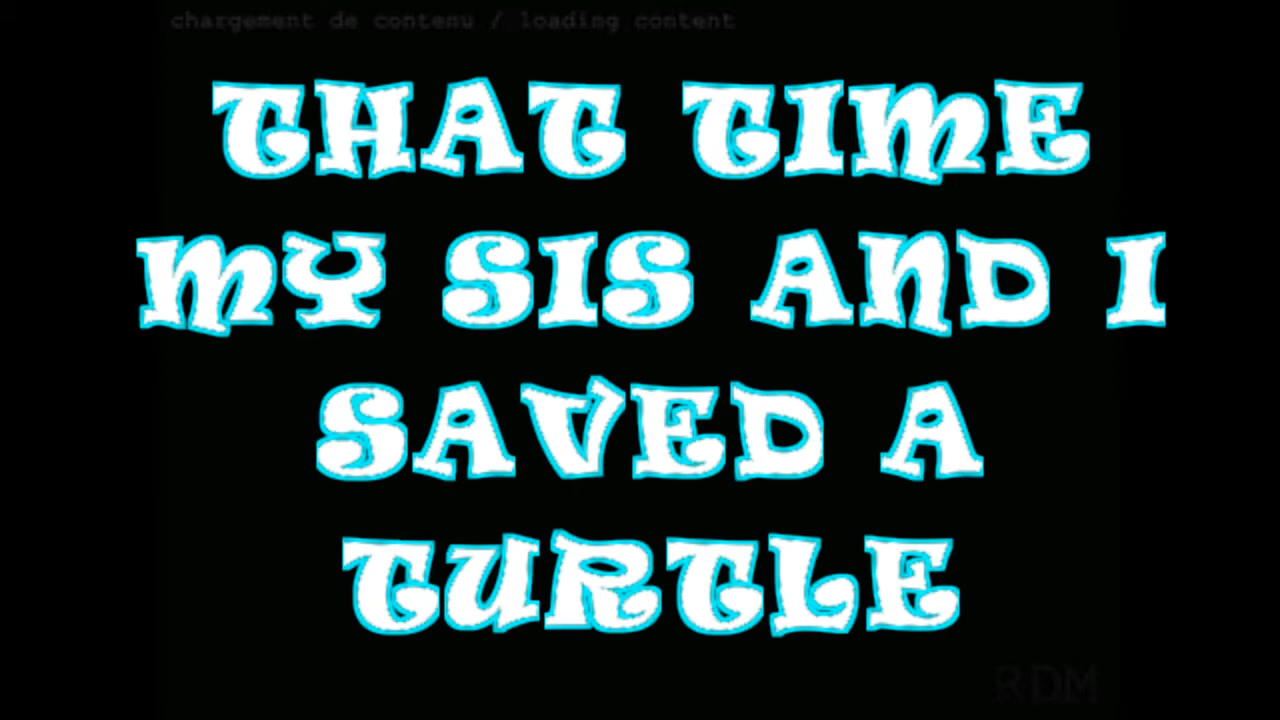 chargement de contenu / loading content
THAT TIME
MY SIS AND I
SAVED A
TURTLE
RDM